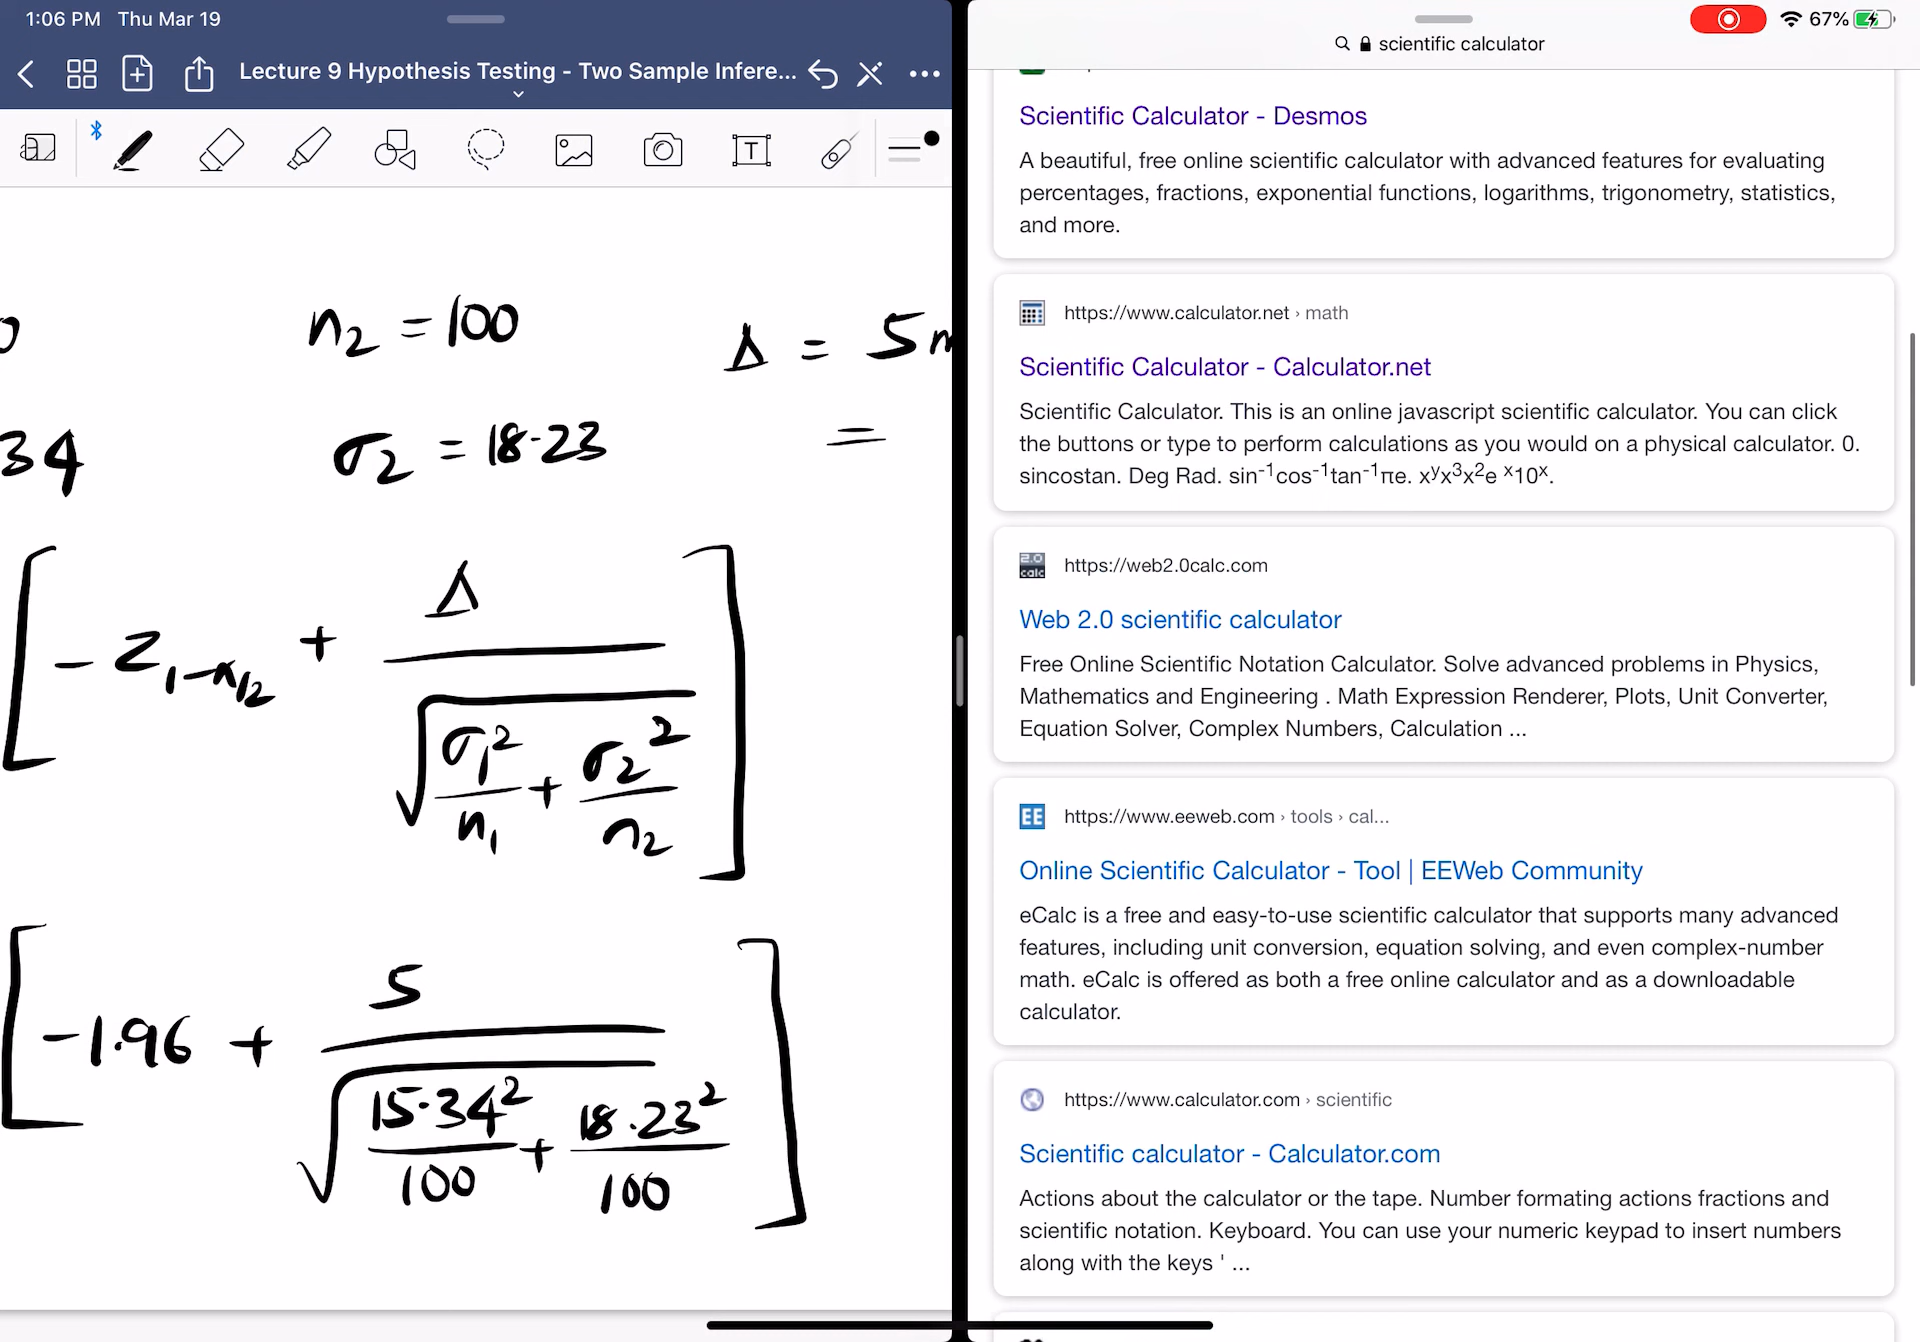 1:06 PM Thu Mar 19
67%
scientific calculator
Lecture 9 Hypothesis Testing - Two Sample Infere...
n₂ = 100
Δ = 5
34
σ₂ = 18.23
=
[ - Z₁₋α/₂ + Δ / √(σ₁²/n₁ + σ₂²/n₂) ]
[ -1.96 + 5 / √(15.34²/100 + 18.23²/100) ]
Scientific Calculator - Desmos
A beautiful, free online scientific calculator with advanced features for evaluating
percentages, fractions, exponential functions, logarithms, trigonometry, statistics,
and more.
https://www.calculator.net › math
Scientific Calculator - Calculator.net
Scientific Calculator. This is an online javascript scientific calculator. You can click
the buttons or type to perform calculations as you would on a physical calculator. 0.
sincostan. Deg Rad. sin⁻¹cos⁻¹tan⁻¹πe. xʸx³x²e ˣ10ˣ.
2.0 calc
https://web2.0calc.com
Web 2.0 scientific calculator
Free Online Scientific Notation Calculator. Solve advanced problems in Physics,
Mathematics and Engineering . Math Expression Renderer, Plots, Unit Converter,
Equation Solver, Complex Numbers, Calculation ...
EE
https://www.eeweb.com › tools › cal...
Online Scientific Calculator - Tool | EEWeb Community
eCalc is a free and easy-to-use scientific calculator that supports many advanced
features, including unit conversion, equation solving, and even complex-number
math. eCalc is offered as both a free online calculator and as a downloadable
calculator.
https://www.calculator.com › scientific
Scientific calculator - Calculator.com
Actions about the calculator or the tape. Number formating actions fractions and
scientific notation. Keyboard. You can use your numeric keypad to insert numbers
along with the keys ' ...